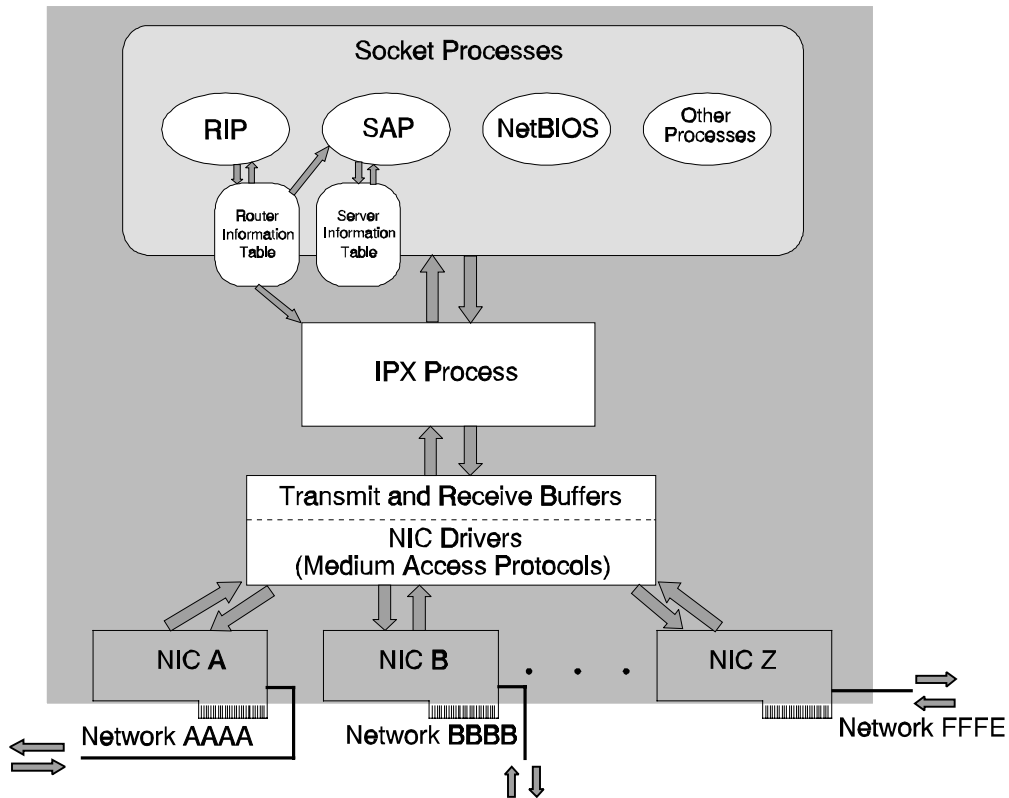 Socket Processes
RIP
SAP
NetBIOS
Other
Processes
Router
Information
Table
Server
Information
Table
IPX Process
Transmit and Receive Buffers
NIC Drivers
(Medium Access Protocols)
NIC A
NIC B
. . .
NIC Z
Network AAAA
Network BBBB
Network FFFE